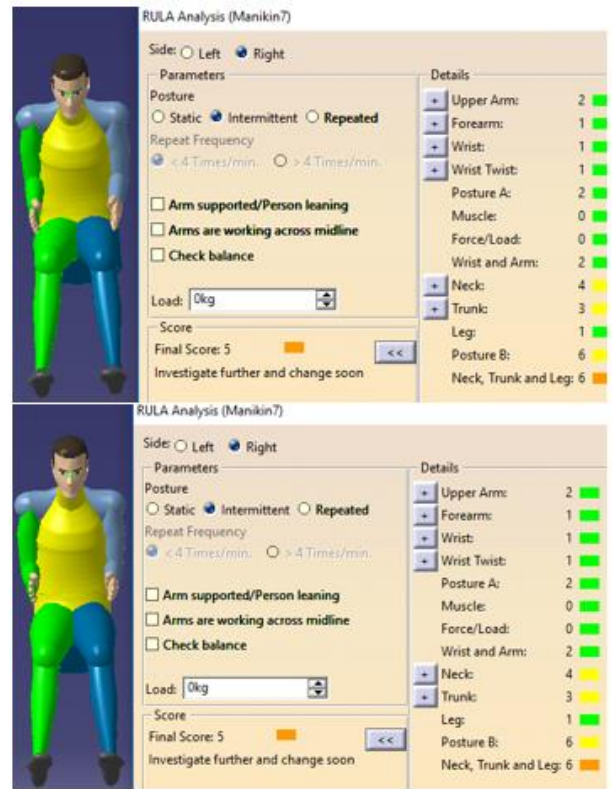 RULA Analysis (Manikin7)
Side: Left Right
Parameters
Posture
Static Intermittent Repeated
Repeat Frequency
< 4 Times/min. > 4 Times/min.
Arm supported/Person leaning
Arms are working across midline
Check balance
Load: 0kg
Score
Final Score: 5 <<
Investigate further and change soon
Details
+ Upper Arm: 2
+ Forearm: 1
+ Wrist: 1
+ Wrist Twist: 1
Posture A: 2
Muscle: 0
Force/Load: 0
Wrist and Arm: 2
+ Neck: 4
+ Trunk: 3
Leg: 1
Posture B: 6
Neck, Trunk and Leg: 6
RULA Analysis (Manikin7)
Side: Left Right
Parameters
Posture
Static Intermittent Repeated
Repeat Frequency
< 4 Times/min. > 4 Times/min.
Arm supported/Person leaning
Arms are working across midline
Check balance
Load: 0kg
Score
Final Score: 5 <<
Investigate further and change soon
Details
+ Upper Arm: 2
+ Forearm: 1
+ Wrist: 1
+ Wrist Twist: 1
Posture A: 2
Muscle: 0
Force/Load: 0
Wrist and Arm: 2
+ Neck: 4
+ Trunk: 3
Leg: 1
Posture B: 6
Neck, Trunk and Leg: 6